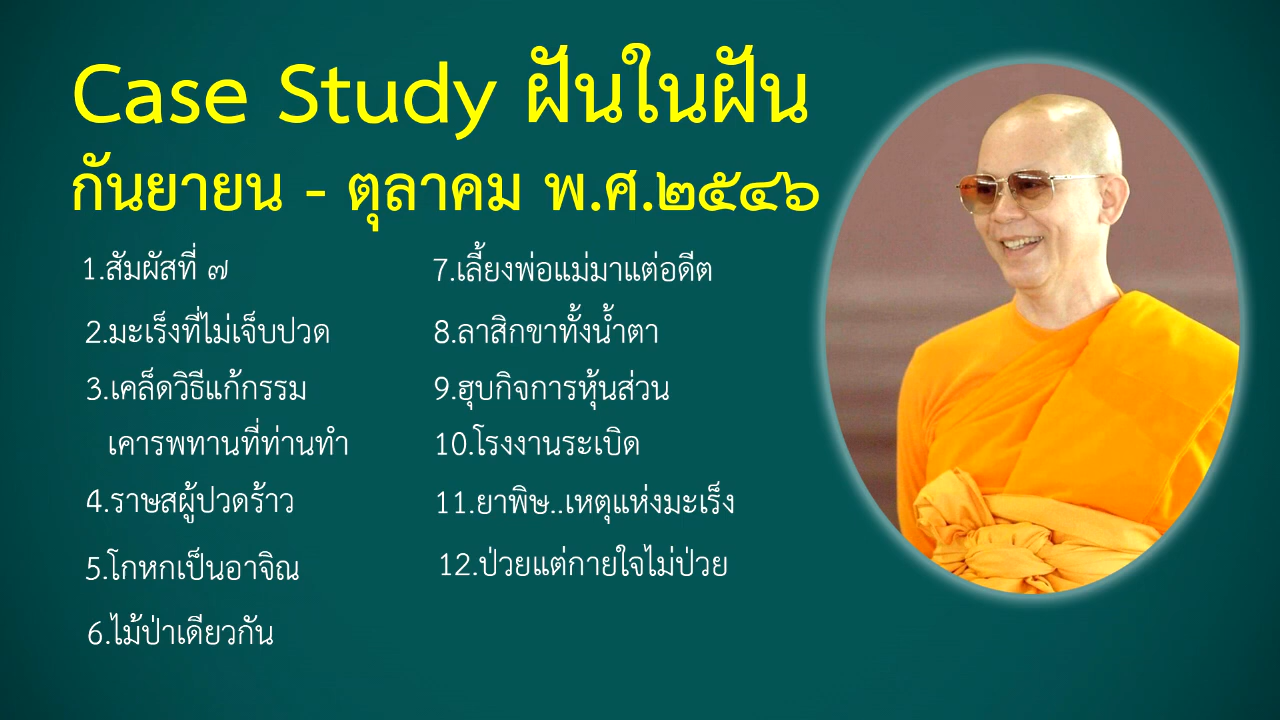 Case Study ฝันในฝัน
กันยายน - ตุลาคม พ.ศ.๒๕๔๖
1.สัมผัสที่ ๗
2.มะเร็งที่ไม่เจ็บปวด
3.เคล็ดวิธีแก้กรรม
เคารพทานที่ท่านทำ
4.ราษสผู้ปวดร้าว
5.โกหกเป็นอาจิณ
6.ไม้ป่าเดียวกัน
7.เลี้ยงพ่อแม่มาแต่อดีต
8.ลาสิกขาทั้งน้ำตา
9.ฮุบกิจการหุ้นส่วน
10.โรงงานระเบิด
11.ยาพิษ..เหตุแห่งมะเร็ง
12.ป่วยแต่กายใจไม่ป่วย